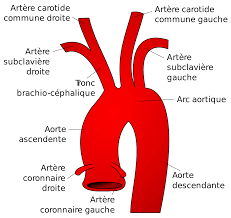 Artère carotide
commune droite
Artère carotide
commune gauche
Artère
subclavière
droite
Artère
subclavière
gauche
Tronc
brachio-céphalique
Arc aortique
Aorte
ascendante
Artère
coronnaire
droite
Aorte
descendante
Artère
coronnaire gauche